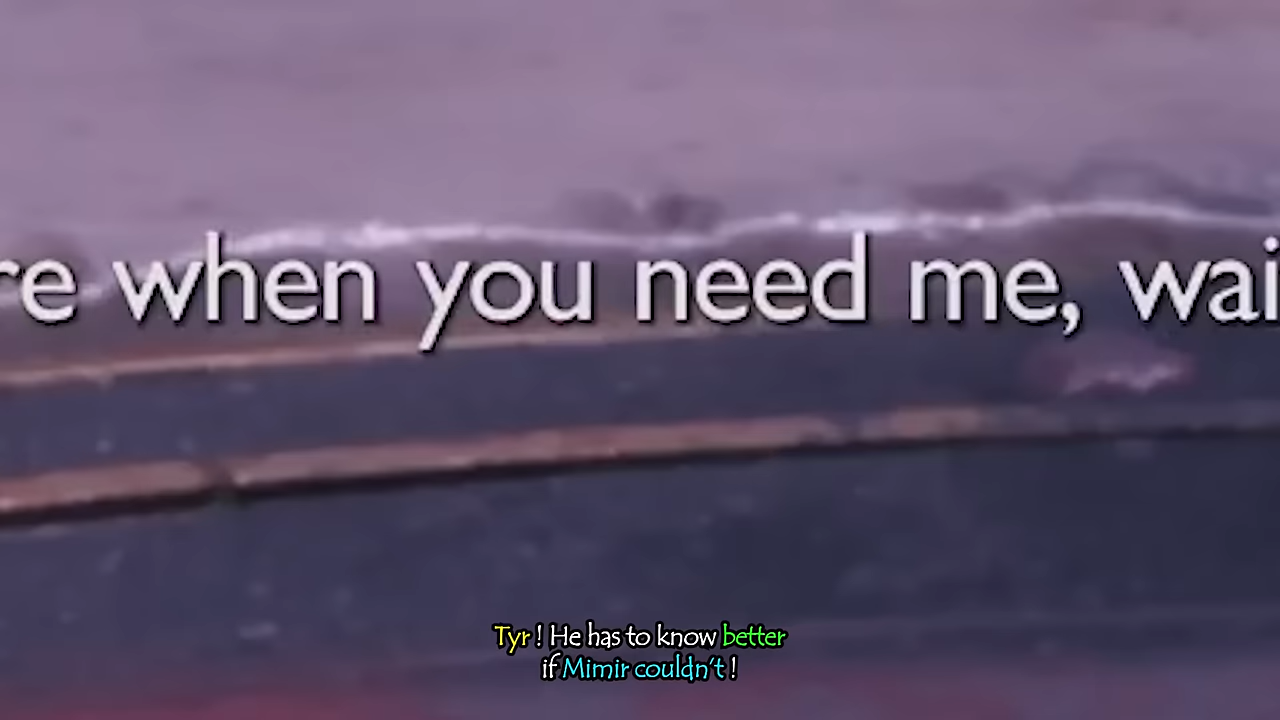 re when you need me, wai
Tyr ! He has to know better
if Mimir couldn't !